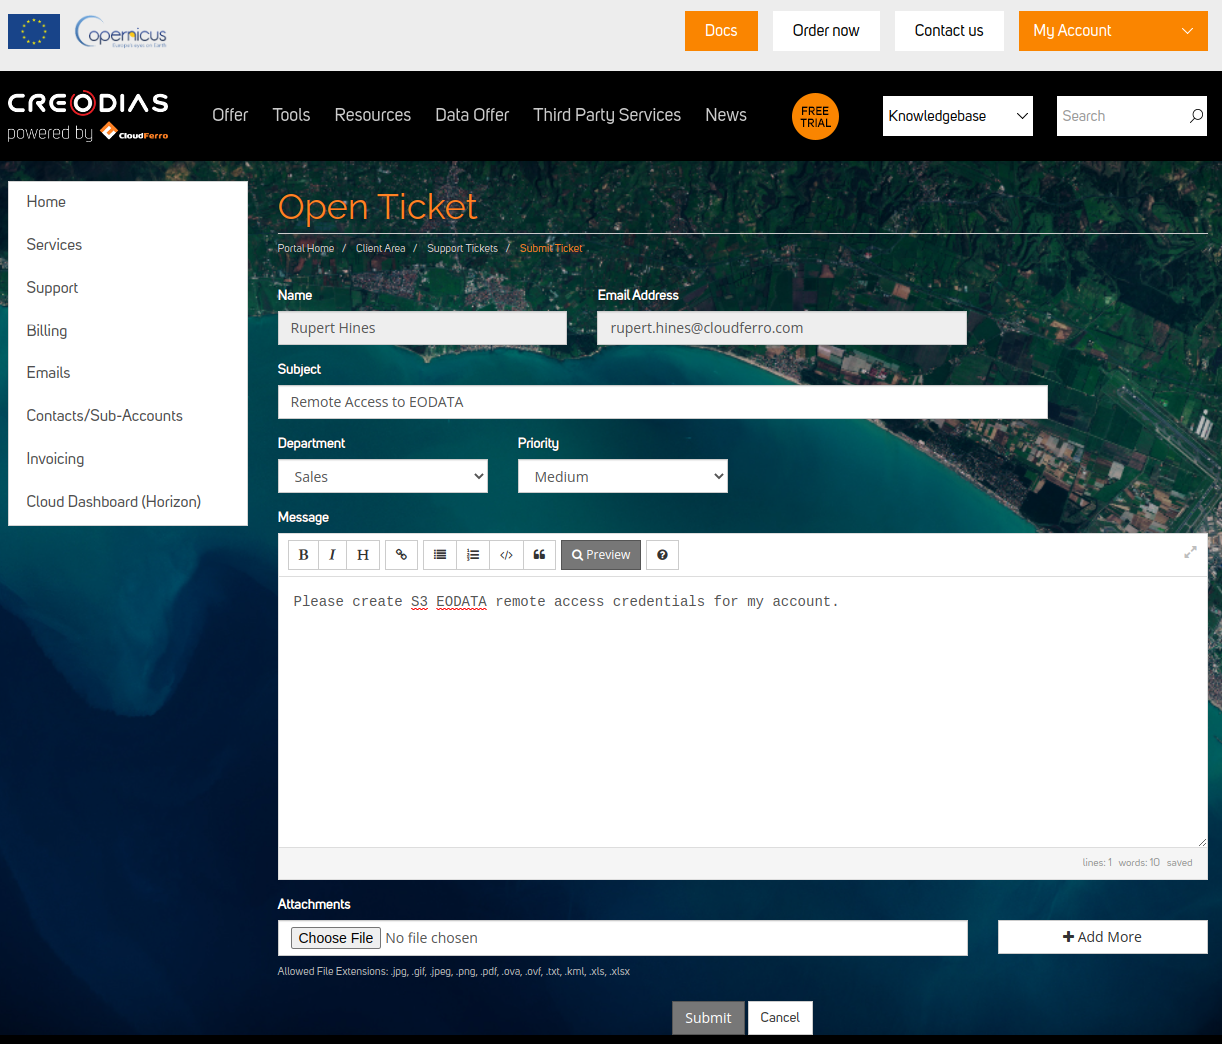 Copernicus
Europe's eyes on Earth
Docs
Order now
Contact us
My Account
CREODIAS
powered by CloudFerro
Offer
Tools
Resources
Data Offer
Third Party Services
News
FREE
TRIAL
Knowledgebase
Search
Home
Services
Support
Billing
Emails
Contacts/Sub-Accounts
Invoicing
Cloud Dashboard (Horizon)
Open Ticket
Portal Home / Client Area / Support Tickets / Submit Ticket
Name
Email Address
Rupert Hines
rupert.hines@cloudferro.com
Subject
Remote Access to EODATA
Department
Priority
Sales
Medium
Message
B I H Preview
Please create S3 EODATA remote access credentials for my account.
lines: 1 words: 10 saved
Attachments
Choose File No file chosen
+ Add More
Allowed File Extensions: .jpg, .gif, .jpeg, .png, .pdf, .ova, .ovf, .txt, .kml, .xls, .xlsx
Submit
Cancel